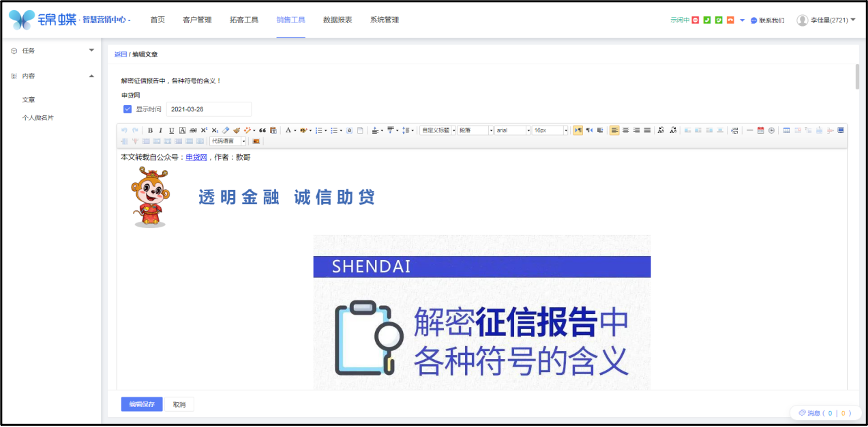 锦蝶·智慧营销中心·
首页 客户管理 拓客工具 销售工具 数据报表 系统管理
示闲中 联系我们 李佳星(2721)
任务
内容
文章
个人微名片
返回 / 编辑文章
解密征信报告中，各种符号的含义！
申贷网
显示时间 2021-03-26
自定义标题 段落 arial 16px
代码语言
本文转载自公众号：申贷网，作者：敖哥
透明金融 诚信助贷
SHENDAI
解密征信报告中
各种符号的含义
编辑保存 取消
消息 ( 0 | 0 )